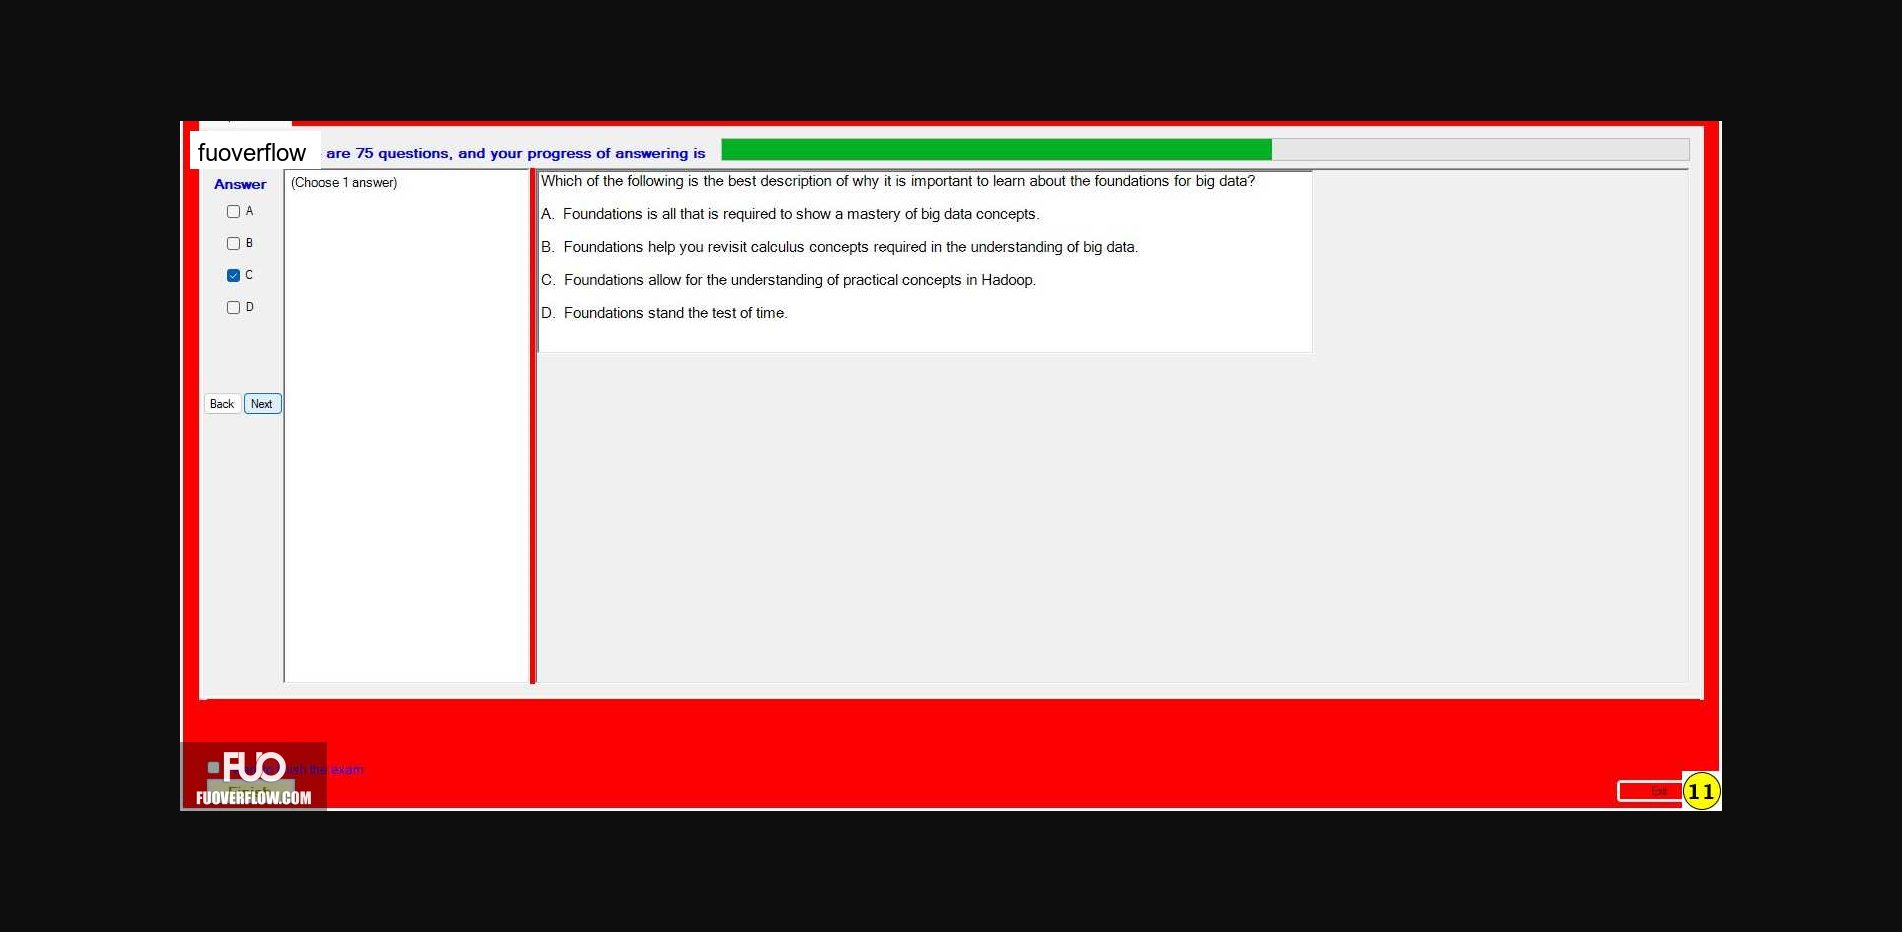 fuoverflow are 75 questions, and your progress of answering is
Answer
(Choose 1 answer)
A
B
C
D
Back Next
Which of the following is the best description of why it is important to learn about the foundations for big data?
A. Foundations is all that is required to show a mastery of big data concepts.
B. Foundations help you revisit calculus concepts required in the understanding of big data.
C. Foundations allow for the understanding of practical concepts in Hadoop.
D. Foundations stand the test of time.
FUO
the exam
Finish
FUOVERFLOW.COM
Exit
11